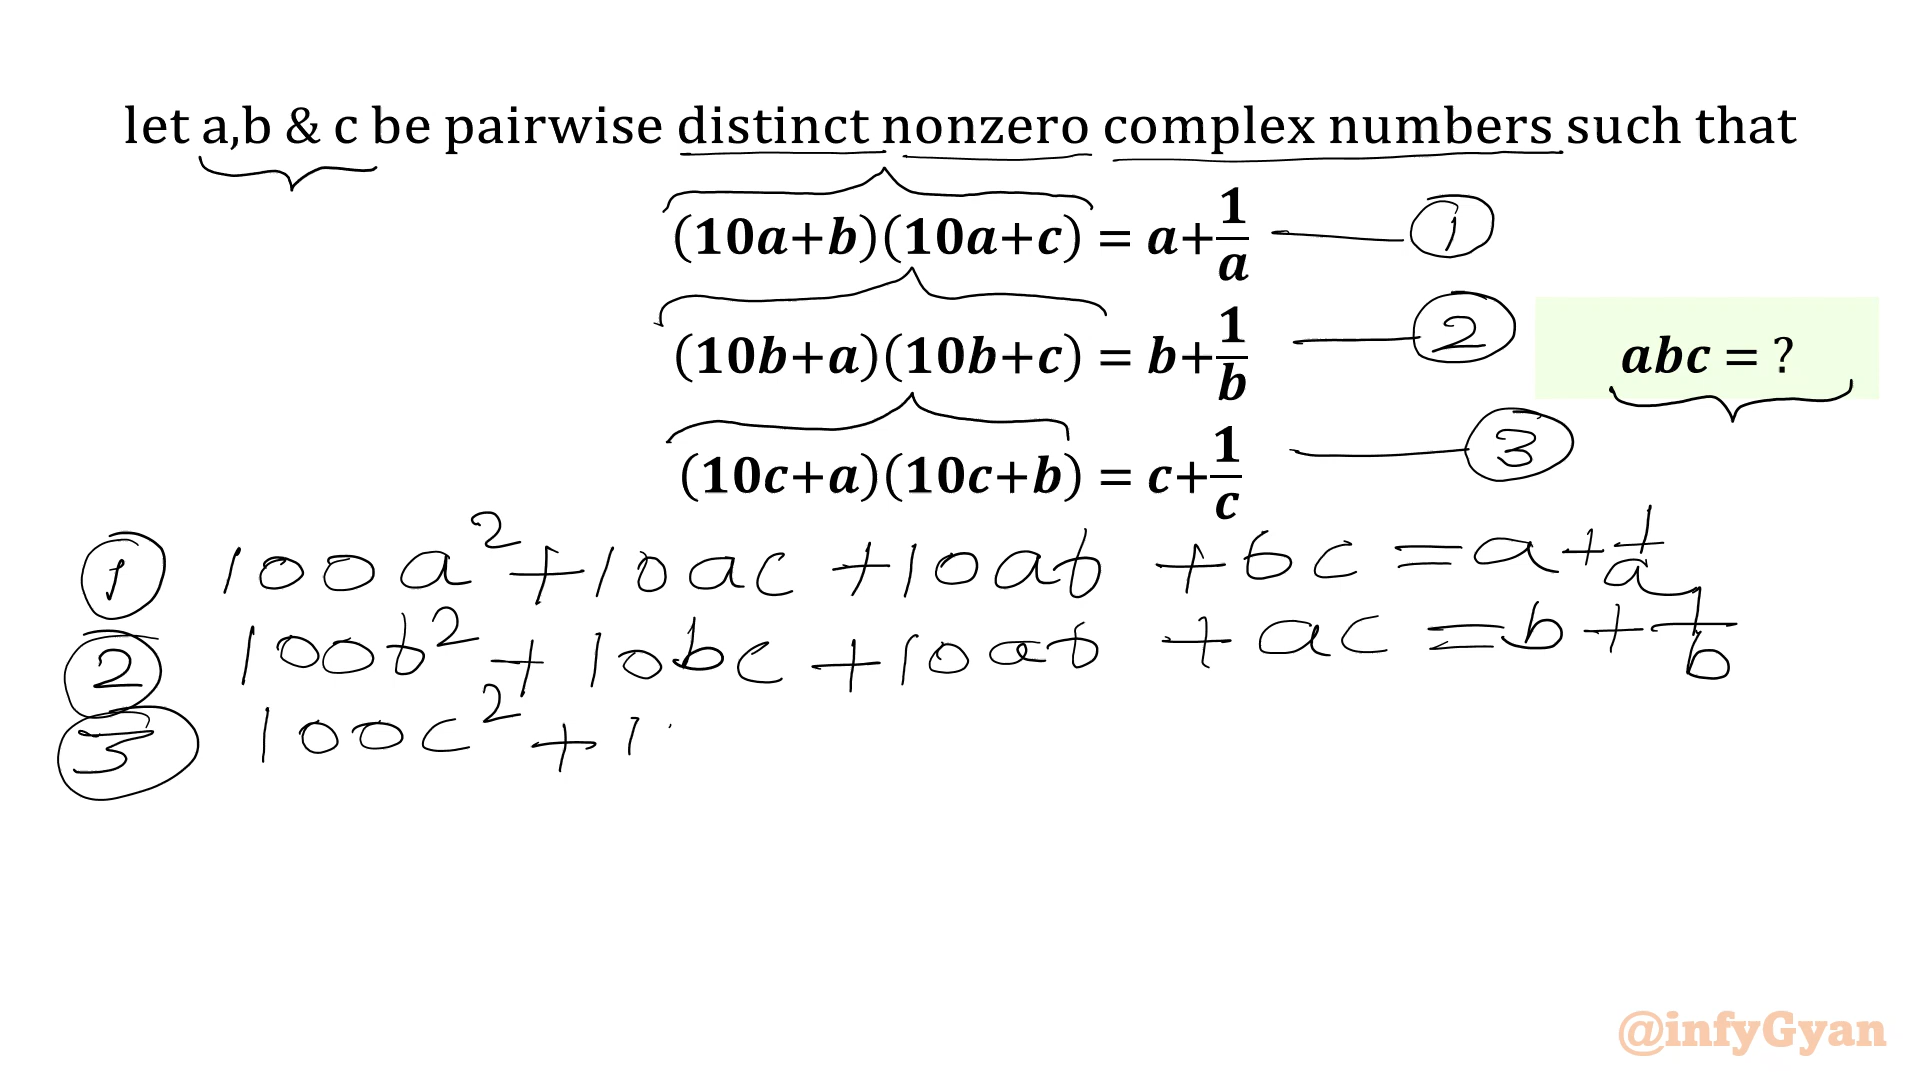 let a,b & c be pairwise distinct nonzero complex numbers such that
(10a+b)(10a+c) = a+1/a — 1
(10b+a)(10b+c) = b+1/b — 2
abc = ?
(10c+a)(10c+b) = c+1/c — 3
1 100a²+10ac+10ab+bc=a+1/a
2 100b²+10bc+10ab+ac=b+1/b
3 100c²+1
@infyGyan